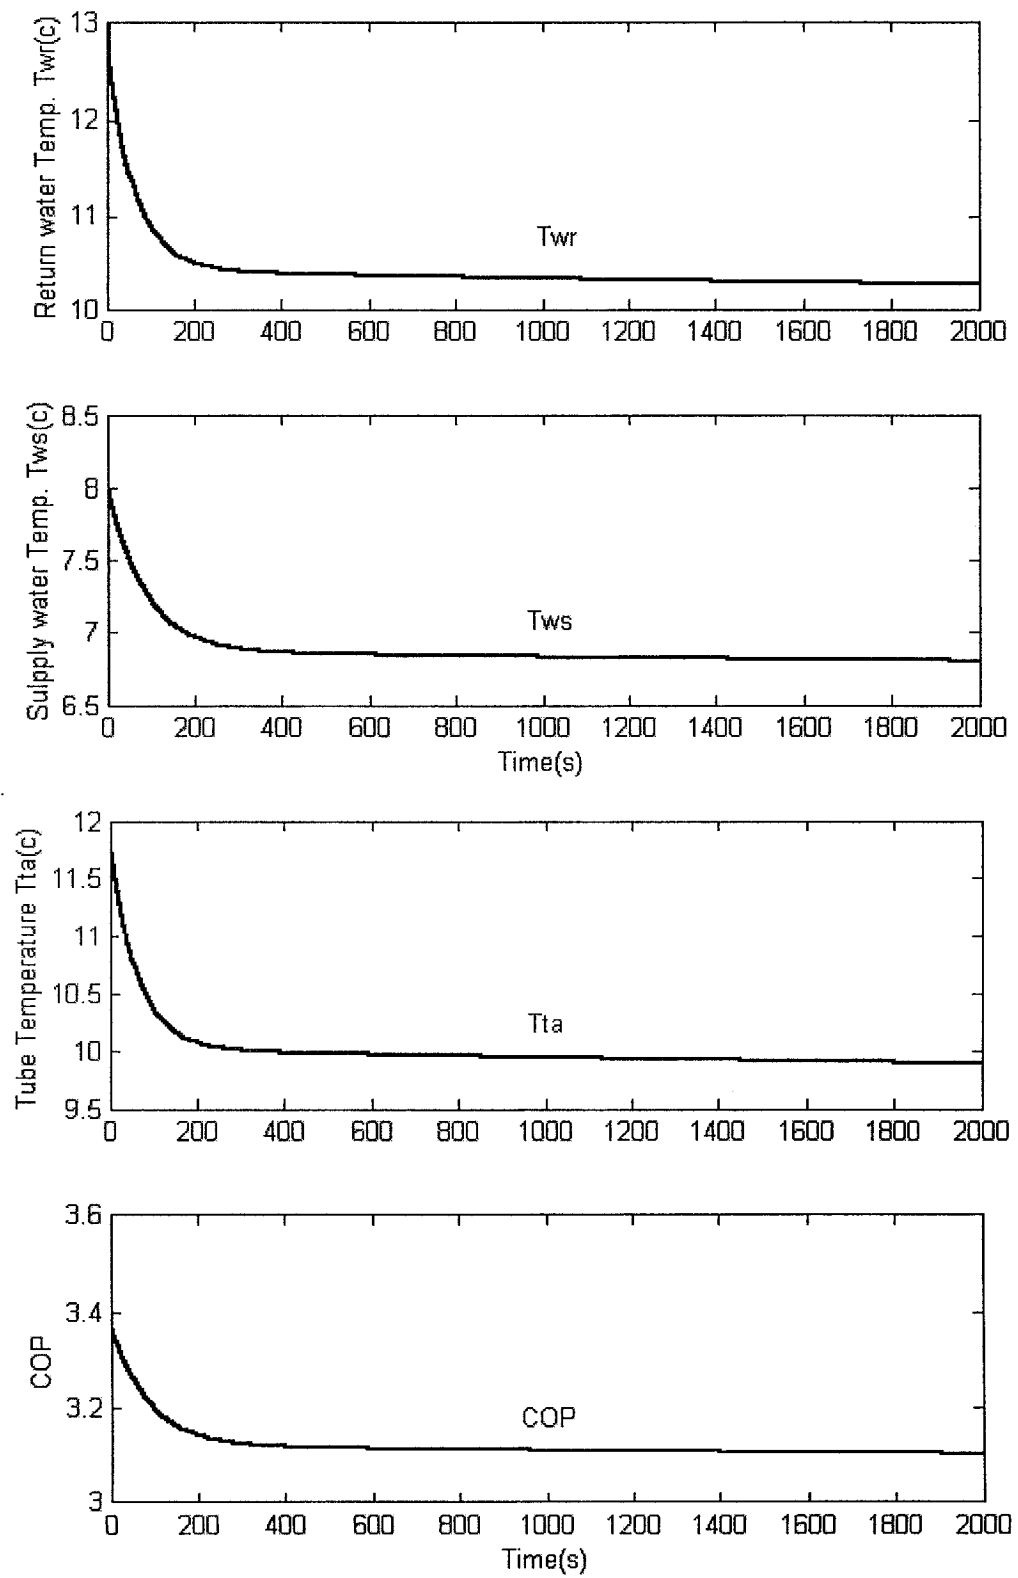 Return water Temp. Twr(c)
13
12
11
10
Twr
0 200 400 600 800 1000 1200 1400 1600 1800 2000
Sulpply water Temp. Tws(c)
8.5
8
7.5
7
6.5
Tws
0 200 400 600 800 1000 1200 1400 1600 1800 2000
Time(s)
Tube Temperature Tta(c)
12
11.5
11
10.5
10
9.5
Tta
0 200 400 600 800 1000 1200 1400 1600 1800 2000
COP
3.6
3.4
3.2
3
COP
0 200 400 600 800 1000 1200 1400 1600 1800 2000
Time(s)